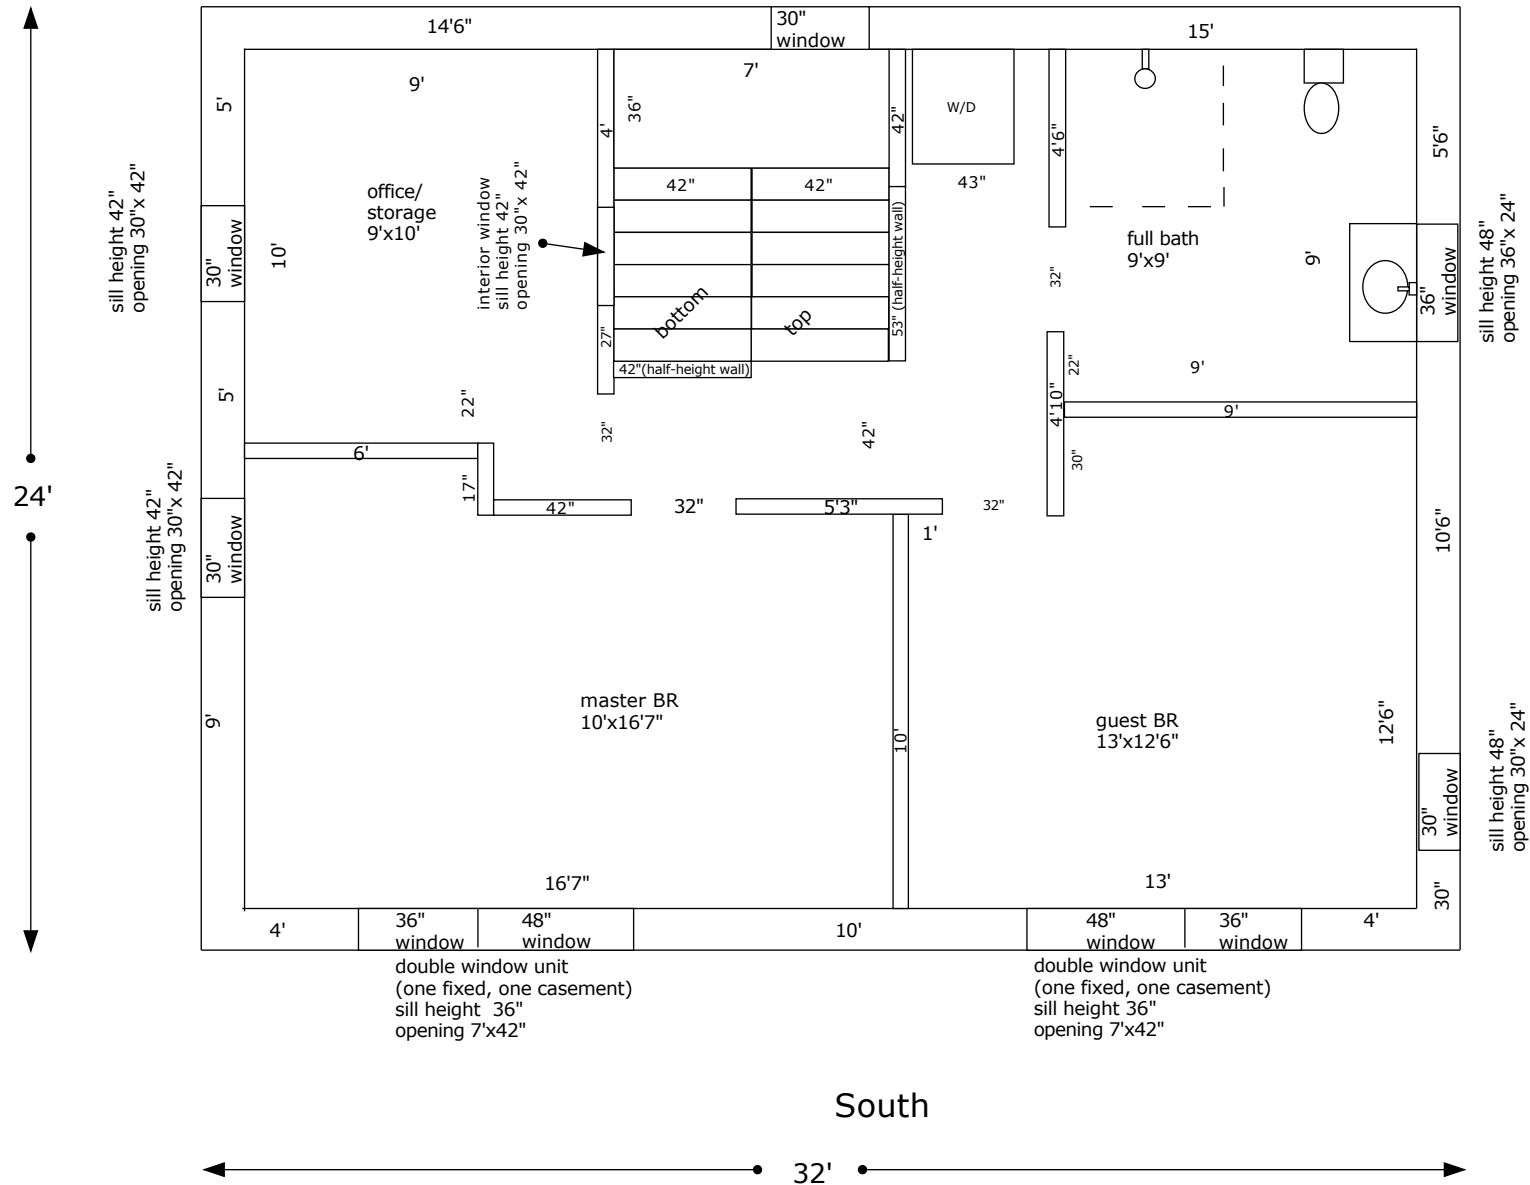 14'6"
30"
window
15'
9'
7'
5'
36"
4'
42"
W/D
4'6"
5'6"
43"
42"
42"
office/
storage
9'x10'
interior window
sill height 42"
opening 30"x 42"
sill height 42"
opening 30"x 42"
30"
window
10'
53" (half-height wall)
full bath
9'x9'
9'
32"
36"
window
sill height 48"
opening 36"x 24"
bottom
top
27"
42"(half-height wall)
22"
9'
5'
22"
4'10"
9'
32"
42"
6'
30"
24'
17"
42"
32"
5'3"
32"
1'
sill height 42"
opening 30"x 42"
30"
window
10'6"
master BR
10'x16'7"
guest BR
13'x12'6"
9'
10'
12'6"
30"
window
sill height 48"
opening 30"x 24"
16'7"
13'
30"
4'
36"
window
48"
window
10'
48"
window
36"
window
4'
double window unit
(one fixed, one casement)
sill height 36"
opening 7'x42"
double window unit
(one fixed, one casement)
sill height 36"
opening 7'x42"
South
32'